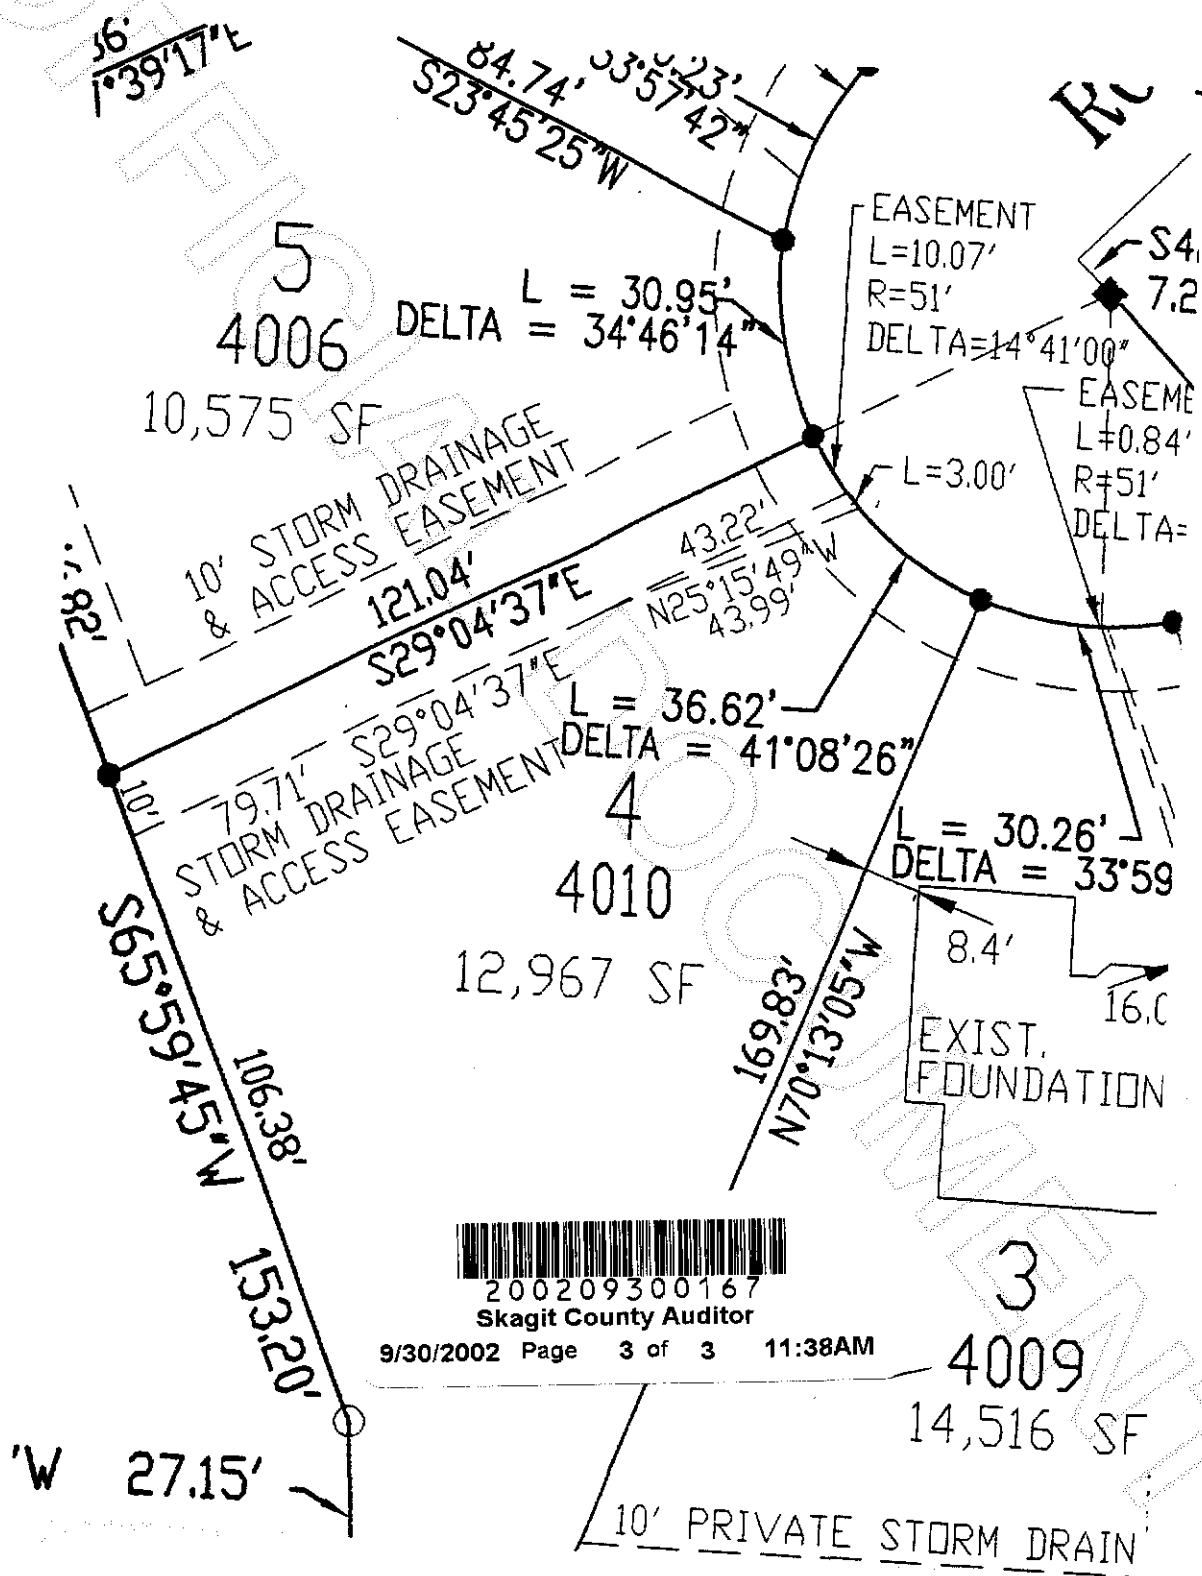 36'
1°39'17"E
84.74'
S23°45'25"W
33°57'42"
5
4006
10,575 SF
L = 30.95'
DELTA = 34°46'14"
EASEMENT
L=10.07'
R=51'
DELTA=14°41'00"
S4
7.2
EASEME
L=0.84'
R=51'
DELTA=
L=3.00'
10' STORM DRAINAGE
& ACCESS EASEMENT
121.04'
S29°04'37"E
43.22'
N25°15'49"W
43.99'
.82'
79.71' S29°04'37"E
10'
STORM DRAINAGE
& ACCESS EASEMENT
L = 36.62'
DELTA = 41°08'26"
4
4010
12,967 SF
L = 30.26'
DELTA = 33°59
8.4'
16.0
EXIST.
FOUNDATION
169.83'
N70°13'05"W
S65°59'45"W
106.38'
153.20'
200209300167
Skagit County Auditor
9/30/2002 Page 3 of 3 11:38AM
3
4009
14,516 SF
'W 27.15'
10' PRIVATE STORM DRAIN